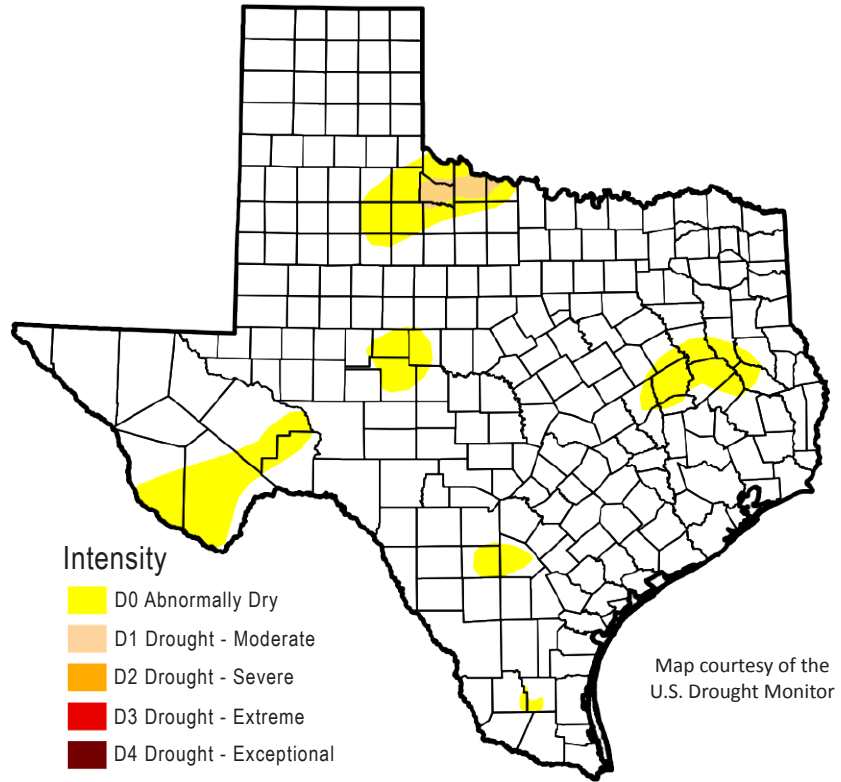 Intensity
D0 Abnormally Dry
D1 Drought - Moderate
D2 Drought - Severe
D3 Drought - Extreme
D4 Drought - Exceptional
Map courtesy of the
U.S. Drought Monitor